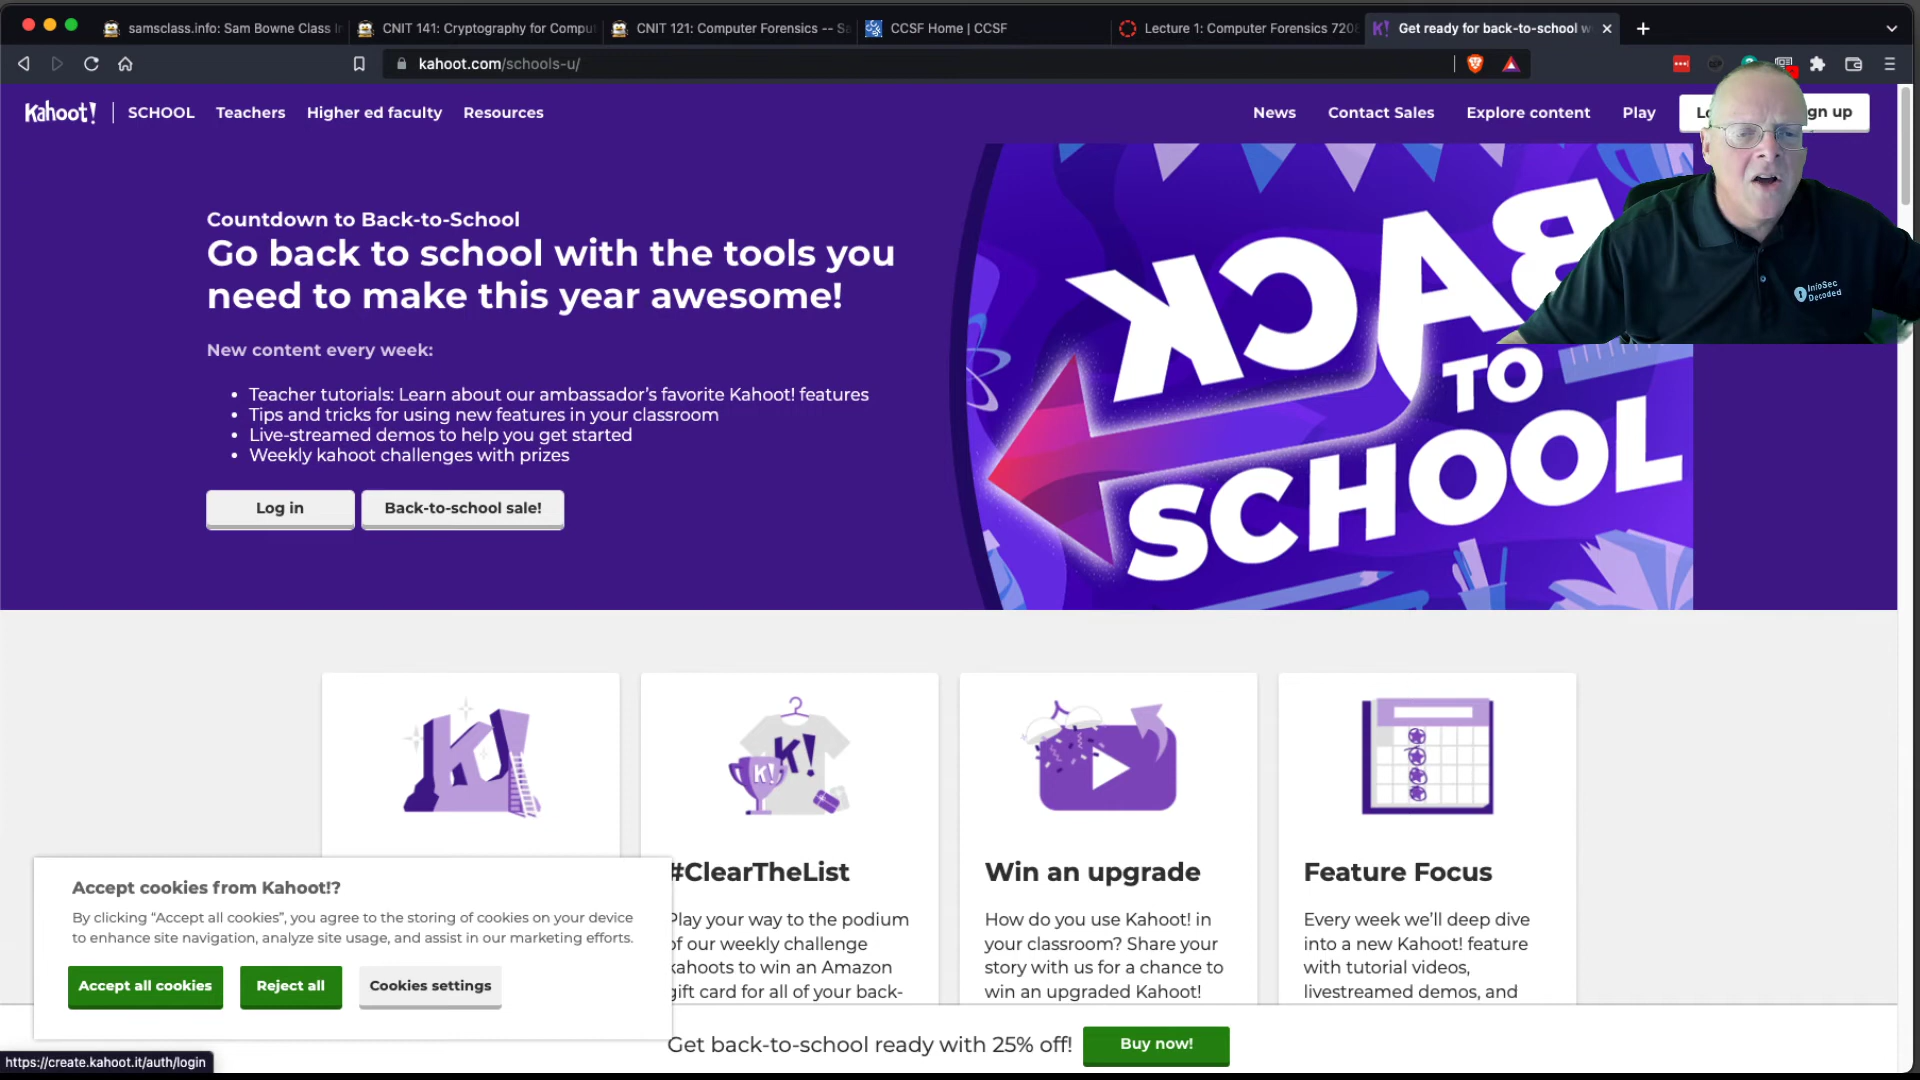 samsclass.info: Sam Bowne Class In
CNIT 141: Cryptography for Compu
CNIT 121: Computer Forensics -- Sa
CCSF Home | CCSF
Lecture 1: Computer Forensics 7208
Get ready for back-to-school w
kahoot.com/schools-u/
Kahoot!
SCHOOL
Teachers
Higher ed faculty
Resources
News
Contact Sales
Explore content
Play
Lo
gn up
Countdown to Back-to-School
Go back to school with the tools you
need to make this year awesome!
New content every week:
Teacher tutorials: Learn about our ambassador's favorite Kahoot! features
Tips and tricks for using new features in your classroom
Live-streamed demos to help you get started
Weekly kahoot challenges with prizes
Log in
Back-to-school sale!
BACK
TO
SCHOOL
InfoSec
Decoded
K!
K!
K!
#ClearTheList
Play your way to the podium
of our weekly challenge
kahoots to win an Amazon
gift card for all of your back-
Win an upgrade
How do you use Kahoot! in
your classroom? Share your
story with us for a chance to
win an upgraded Kahoot!
Feature Focus
Every week we'll deep dive
into a new Kahoot! feature
with tutorial videos,
livestreamed demos, and
Accept cookies from Kahoot!?
By clicking “Accept all cookies”, you agree to the storing of cookies on your device
to enhance site navigation, analyze site usage, and assist in our marketing efforts.
Accept all cookies
Reject all
Cookies settings
Get back-to-school ready with 25% off!
Buy now!
https://create.kahoot.it/auth/login